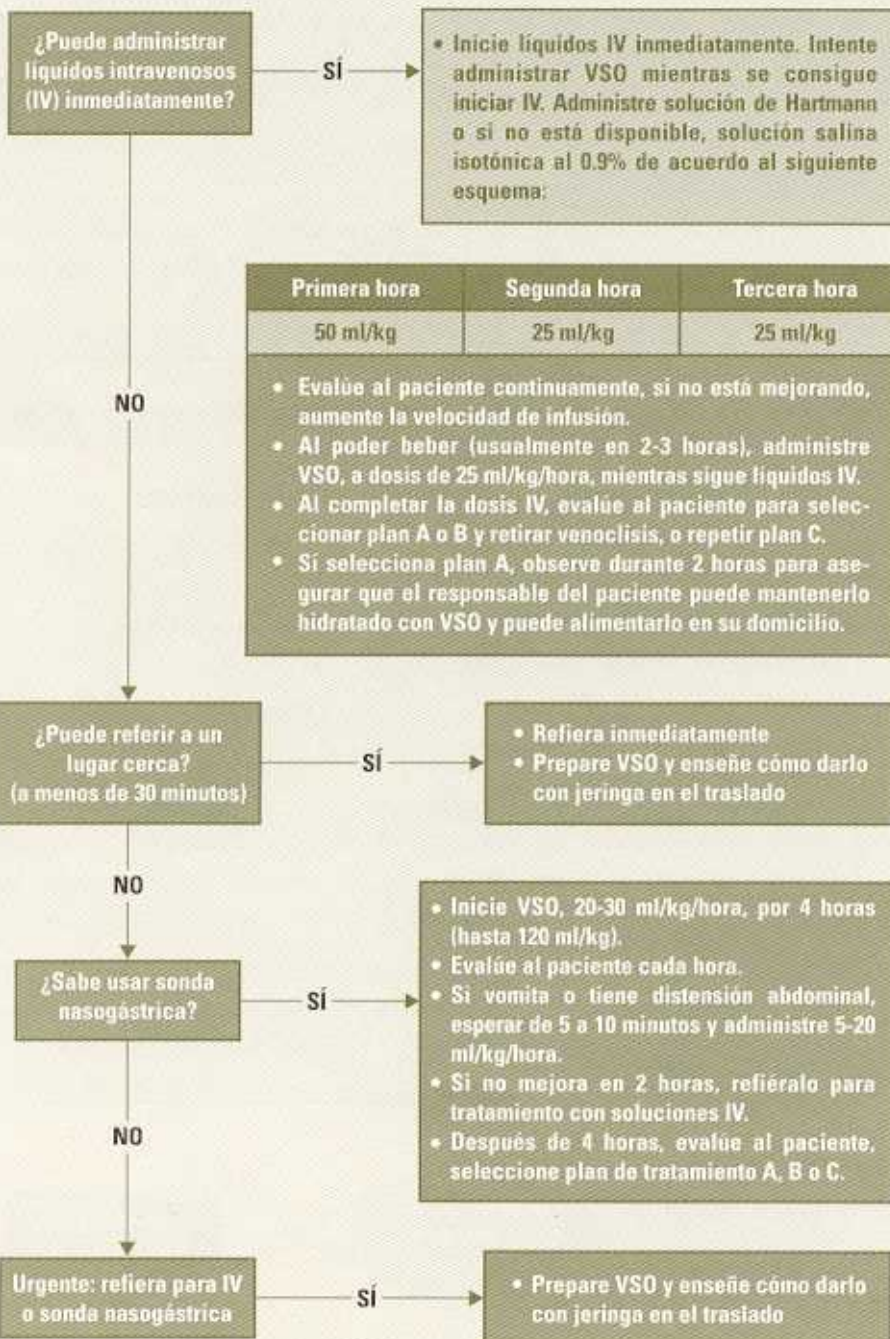 ¿Puede administrar
líquidos intravenosos
(IV) inmediatamente?
SÍ
• Inicie líquidos IV inmediatamente. Intente
administrar VSO mientras se consigue
iniciar IV. Administre solución de Hartmann
o si no está disponible, solución salina
isotónica al 0.9% de acuerdo al siguiente
esquema:
Primera hora Segunda hora Tercera hora
50 ml/kg 25 ml/kg 25 ml/kg
• Evalúe al paciente continuamente, si no está mejorando,
aumente la velocidad de infusión.
• Al poder beber (usualmente en 2-3 horas), administre
VSO, a dosis de 25 ml/kg/hora, mientras sigue líquidos IV.
• Al completar la dosis IV, evalúe al paciente para selec-
cionar plan A o B y retirar venoclisis, o repetir plan C.
• Si selecciona plan A, observe durante 2 horas para ase-
gurar que el responsable del paciente puede mantenerlo
hidratado con VSO y puede alimentarlo en su domicilio.
NO
¿Puede referir a un
lugar cerca?
(a menos de 30 minutos)
SÍ
• Refiera inmediatamente
• Prepare VSO y enseñe cómo darlo
con jeringa en el traslado
NO
¿Sabe usar sonda
nasogástrica?
SÍ
• Inicie VSO, 20-30 ml/kg/hora, por 4 horas
(hasta 120 ml/kg).
• Evalúe al paciente cada hora.
• Si vomita o tiene distensión abdominal,
esperar de 5 a 10 minutos y administre 5-20
ml/kg/hora.
• Si no mejora en 2 horas, refiéralo para
tratamiento con soluciones IV.
• Después de 4 horas, evalúe al paciente,
seleccione plan de tratamiento A, B o C.
NO
Urgente: refiera para IV
o sonda nasogástrica
SÍ
• Prepare VSO y enseñe cómo darlo
con jeringa en el traslado